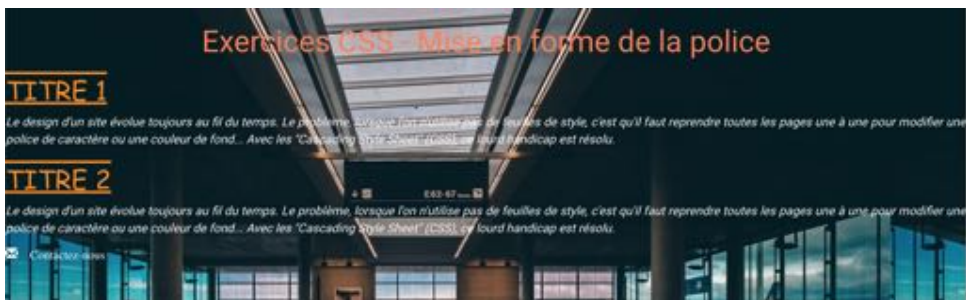 Exercices CSS - Mise en forme de la police
TITRE 1
Le design d'un site évolue toujours au fil du temps. Le problème, lorsque l'on n'utilise pas de feuilles de style, c'est qu'il faut reprendre toutes les pages une à une pour modifier une
police de caractère ou une couleur de fond... Avec les "Cascading Style Sheet" (CSS), ce lourd handicap est résolu.
TITRE 2
E63-67
Le design d'un site évolue toujours au fil du temps. Le problème, lorsque l'on n'utilise pas de feuilles de style, c'est qu'il faut reprendre toutes les pages une à une pour modifier une
police de caractère ou une couleur de fond... Avec les "Cascading Style Sheet" (CSS), ce lourd handicap est résolu.
Contactez-nous